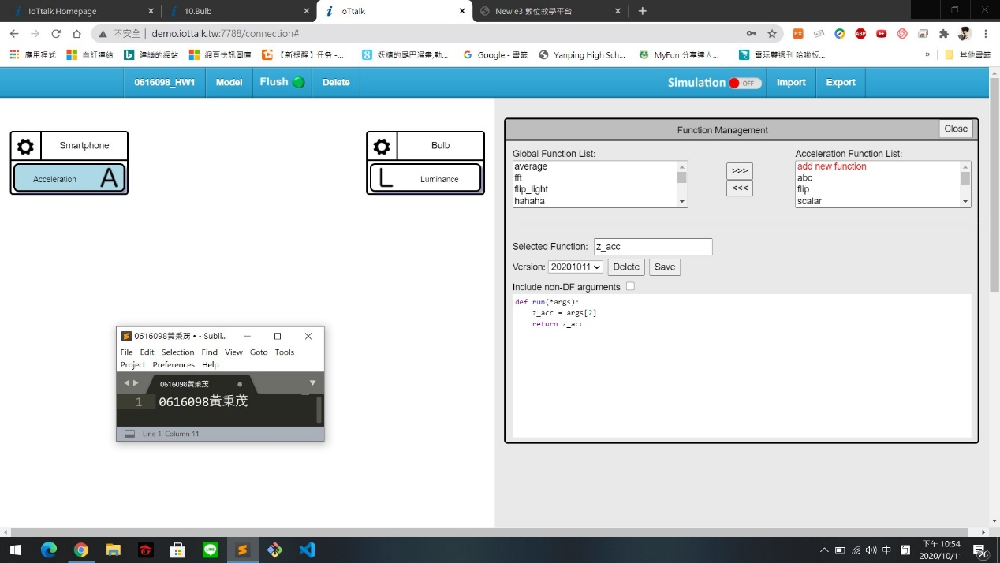 IoTtalk Homepage
10.Bulb
IoTtalk
New e3 數位教學平台
不安全 | demo.iottalk.tw:7788/connection#
應用程式
自訂連結
建議的網站
網頁快訊圖庫
【新提醒】任務 -...
妖精的尾巴漫畫,動...
Google - 書籤
Yanping High Sch...
MyFun 分享達人...
電玩雙週刊 哈啦板...
»
其他書籤
0616098_HW1
Model
Flush
Delete
Simulation
OFF
Import
Export
Smartphone
Acceleration A
Bulb
L Luminance
Function Management
Close
Global Function List:
average
fft
flip_light
hahaha
>>>
<<<
Acceleration Function List:
add new function
abc
flip
scalar
Selected Function: z_acc
Version: 20201011 Delete Save
Include non-DF arguments
def run(*args):
z_acc = args[2]
return z_acc
0616098黃秉茂 • - Subli...
File Edit Selection Find View Goto Tools
Project Preferences Help
0616098黃秉茂
1 0616098黃秉茂
Line 1, Column 11
中
下午 10:54
2020/10/11
26